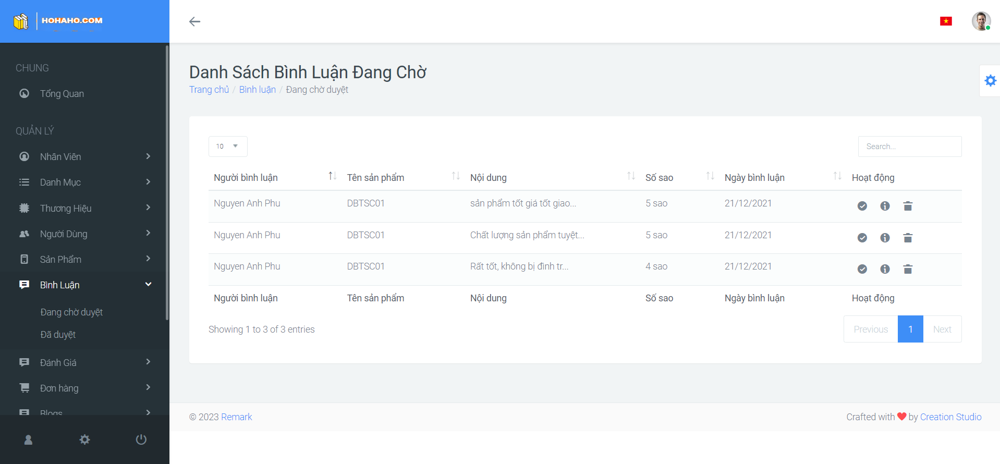 HOHAHO.COM
CHUNG
Tổng Quan
QUẢN LÝ
Nhân Viên
Danh Mục
Thương Hiệu
Người Dùng
Sản Phẩm
Bình Luận
Đang chờ duyệt
Đã duyệt
Đánh Giá
Đơn hàng
Blogs
Danh Sách Bình Luận Đang Chờ
Trang chủ / Bình luận / Đang chờ duyệt
10
Search...
Người bình luận Tên sản phẩm Nội dung Số sao Ngày bình luận Hoạt động
Nguyen Anh Phu DBTSC01 sản phẩm tốt giá tốt giao... 5 sao 21/12/2021
Nguyen Anh Phu DBTSC01 Chất lượng sản phẩm tuyệt... 5 sao 21/12/2021
Nguyen Anh Phu DBTSC01 Rất tốt, không bị đình tr... 4 sao 21/12/2021
Người bình luận Tên sản phẩm Nội dung Số sao Ngày bình luận Hoạt động
Showing 1 to 3 of 3 entries
Previous 1 Next
© 2023 Remark
Crafted with ❤ by Creation Studio